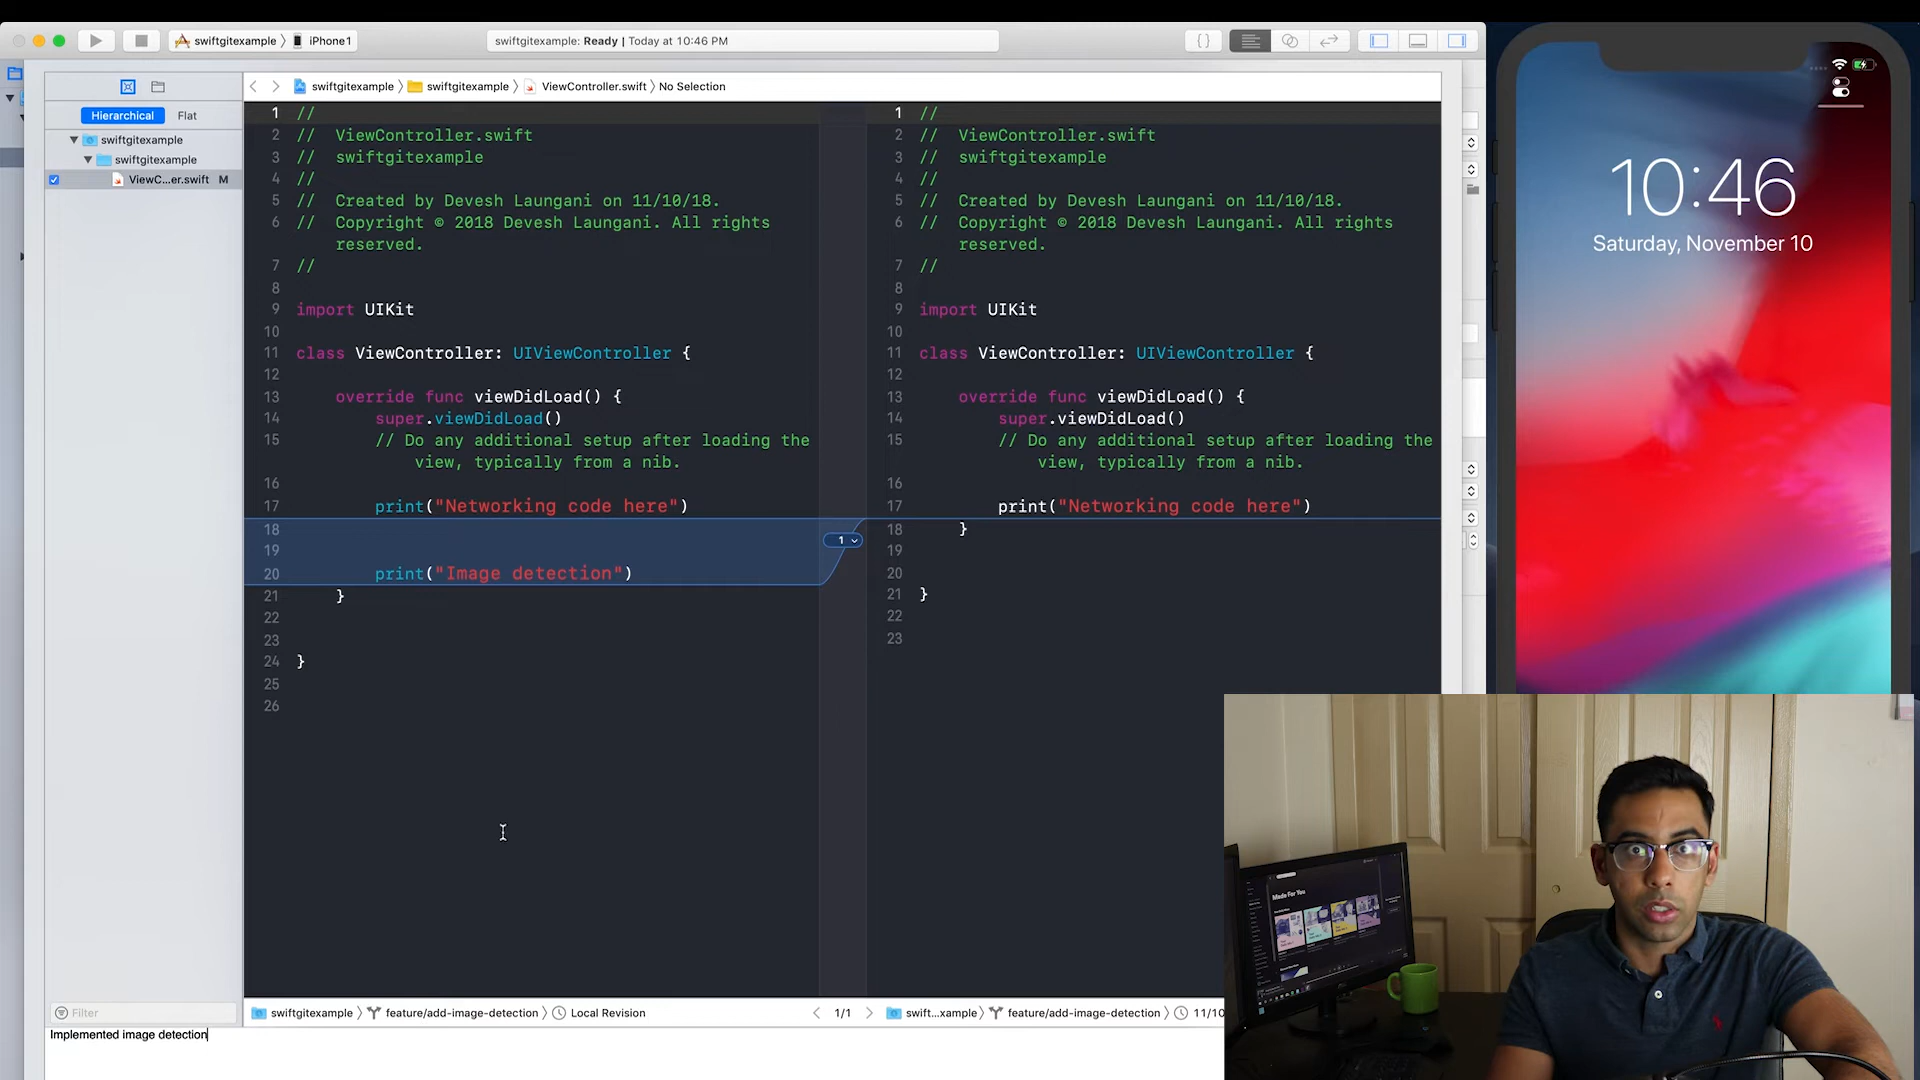 swiftgitexample
iPhone1
swiftgitexample: Ready | Today at 10:46 PM
{ }
swiftgitexample
swiftgitexample
ViewController.swift
No Selection
Hierarchical
Flat
swiftgitexample
swiftgitexample
ViewC...er.swift M
1 //
2 // ViewController.swift
3 // swiftgitexample
4 //
5 // Created by Devesh Laungani on 11/10/18.
6 // Copyright © 2018 Devesh Laungani. All rights
reserved.
7 //
8
9 import UIKit
10
11 class ViewController: UIViewController {
12
13 override func viewDidLoad() {
14 super.viewDidLoad()
15 // Do any additional setup after loading the
view, typically from a nib.
16
17 print("Networking code here")
18
19
20 print("Image detection")
21 }
22
23
24 }
25
26
1
1 //
2 // ViewController.swift
3 // swiftgitexample
4 //
5 // Created by Devesh Laungani on 11/10/18.
6 // Copyright © 2018 Devesh Laungani. All rights
reserved.
7 //
8
9 import UIKit
10
11 class ViewController: UIViewController {
12
13 override func viewDidLoad() {
14 super.viewDidLoad()
15 // Do any additional setup after loading the
view, typically from a nib.
16
17 print("Networking code here")
18 }
19
20
21 }
22
23
10:46
Saturday, November 10
Made For You
Filter
swiftgitexample
feature/add-image-detection
Local Revision
1/1
swift...xample
feature/add-image-detection
11/10
Implemented image detection